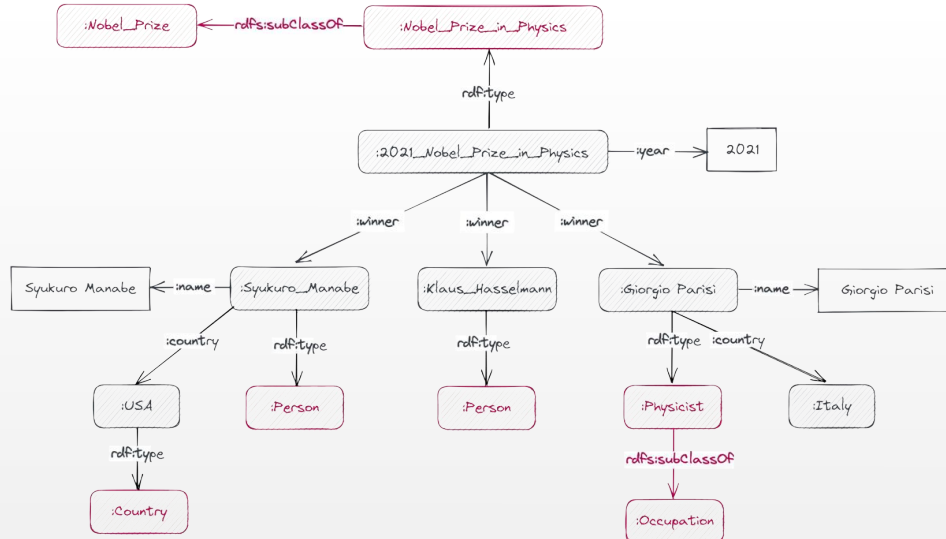 :Nobel_Prize
rdfs:subClassOf
:Nobel_Prize_in_Physics
rdf:type
:2021_Nobel_Prize_in_Physics
:year
2021
:winner
:winner
:winner
Syukuro Manabe
:name
:Syukuro_Manabe
:Klaus_Hasselmann
:Giorgio Parisi
:name
Giorgio Parisi
:country
rdf:type
rdf:type
rdf:type
:country
:USA
:Person
:Person
:Physicist
:Italy
rdf:type
rdfs:subClassOf
:Country
:Occupation